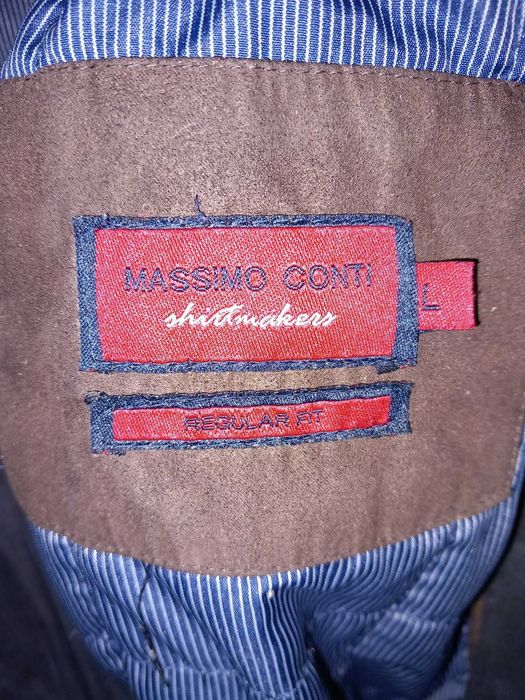 MASSIMO CONTI
shirtmakers
L
REGULAR FIT